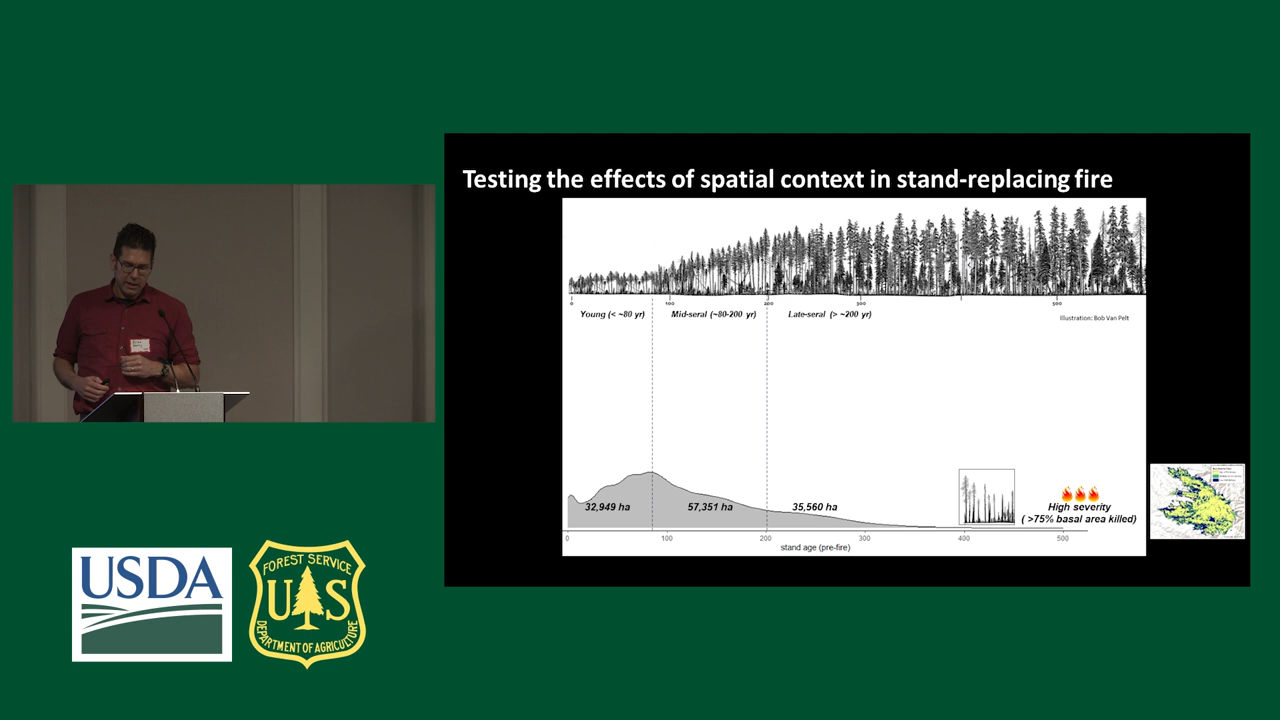 Testing the effects of spatial context in stand-replacing fire
0 100 200 300 500
Young (< ~80 yr) Mid-seral (~80-200 yr) Late-seral (> ~200 yr)
Illustration: Bob Van Pelt
32,949 ha 57,351 ha 35,560 ha
High severity
( >75% basal area killed)
0 100 200 300 400 500
stand age (pre-fire)
USDA
FOREST SERVICE
U S
DEPARTMENT OF AGRICULTURE